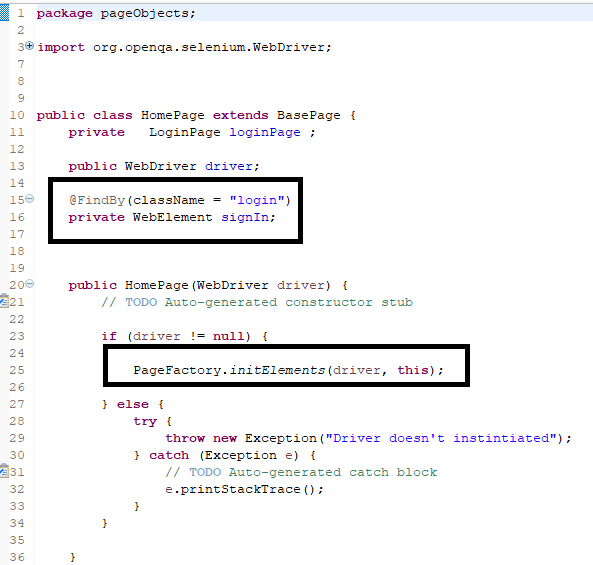 1 package pageObjects;
2
3 import org.openqa.selenium.WebDriver;
7
8
9
10 public class HomePage extends BasePage {
11     private   LoginPage loginPage ;
12
13     public WebDriver driver;
14
15     @FindBy(className = "login")
16     private WebElement signIn;
17
18
19
20     public HomePage(WebDriver driver) {
21         // TODO Auto-generated constructor stub
22
23         if (driver != null) {
24
25             PageFactory.initElements(driver, this);
26
27         } else {
28             try {
29                 throw new Exception("Driver doesn't instintiated");
30             } catch (Exception e) {
31                 // TODO Auto-generated catch block
32                 e.printStackTrace();
33             }
34         }
35
36     }